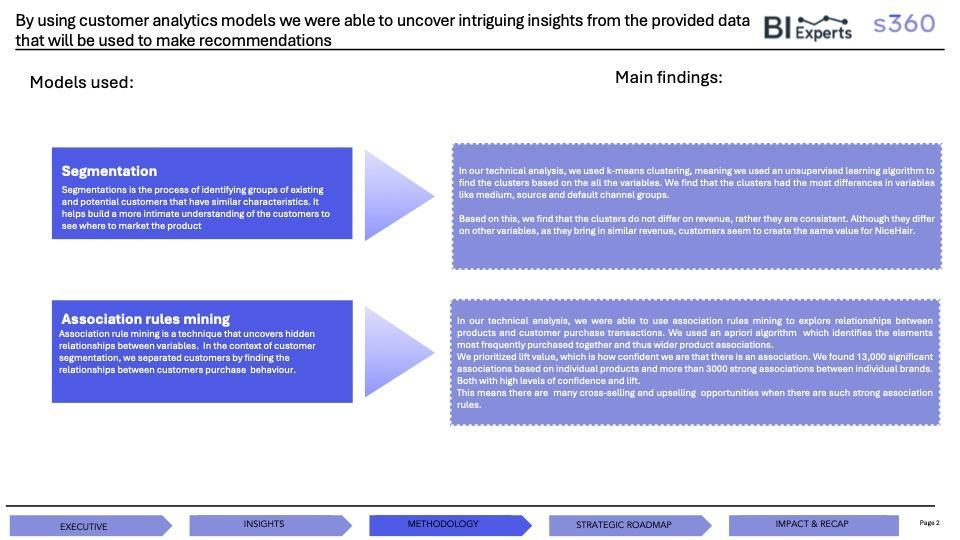 By using customer analytics models we were able to uncover intriguing insights from the provided data
that will be used to make recommendations
BI Experts
s360
Models used:
Main findings:
Segmentation
Segmentations is the process of identifying groups of existing
and potential customers that have similar characteristics. It
helps build a more intimate understanding of the customers to
see where to market the product
In our technical analysis, we used k-means clustering, meaning we used an unsupervised learning algorithm to
find the clusters based on the all the variables. We find that the clusters had the most differences in variables
like medium, source and default channel groups.
Based on this, we find that the clusters do not differ on revenue, rather they are consistent. Although they differ
on other variables, as they bring in similar revenue, customers seem to create the same value for NiceHair.
Association rules mining
Association rule mining is a technique that uncovers hidden
relationships between variables. In the context of customer
segmentation, we separated customers by finding the
relationships between customers purchase behaviour.
In our technical analysis, we were able to use association rules mining to explore relationships between
products and customer purchase transactions. We used an apriori algorithm which identifies the elements
most frequently purchased together and thus wider product associations.
We prioritized lift value, which is how confident we are that there is an association. We found 13,000 significant
associations based on individual products and more than 3000 strong associations between individual brands.
Both with high levels of confidence and lift.
This means there are many cross-selling and upselling opportunities when there are such strong association
rules.
EXECUTIVE
INSIGHTS
METHODOLOGY
STRATEGIC ROADMAP
IMPACT & RECAP
Page 2